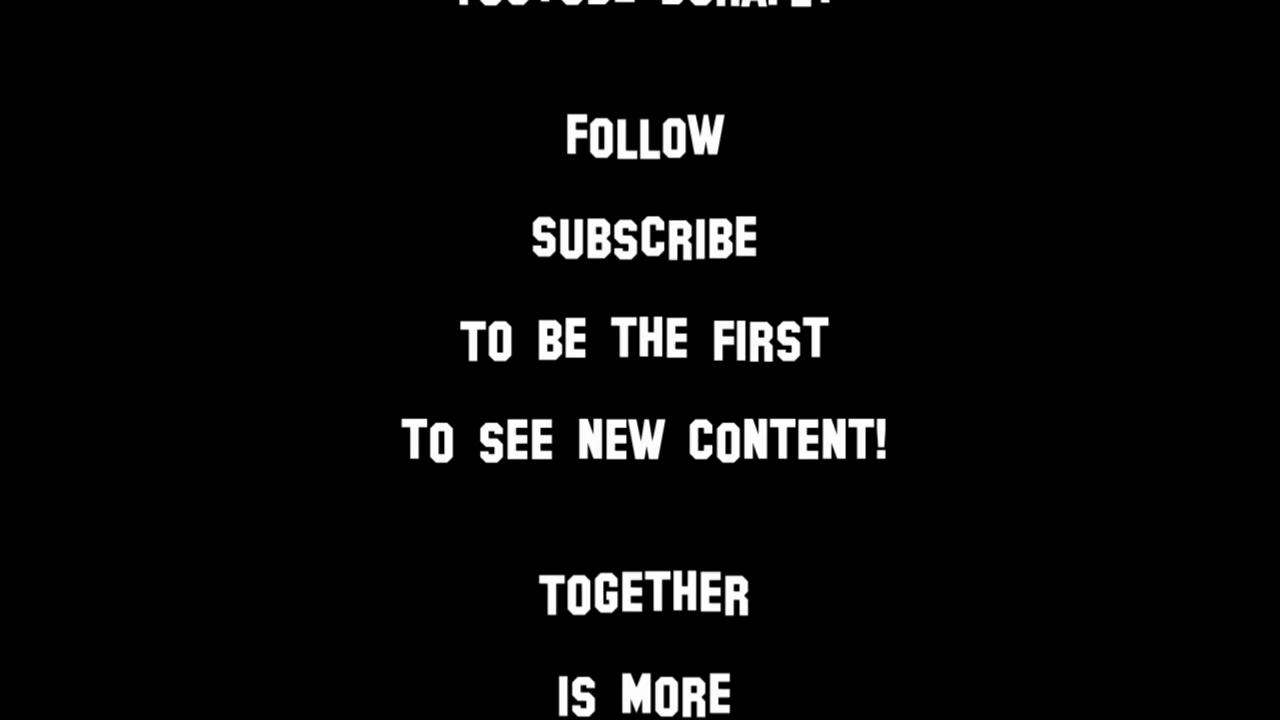 FOLLOW
SUBSCRIBE
TO BE THE FIRST
TO SEE NEW CONTENT!
TOGETHER
IS MORE